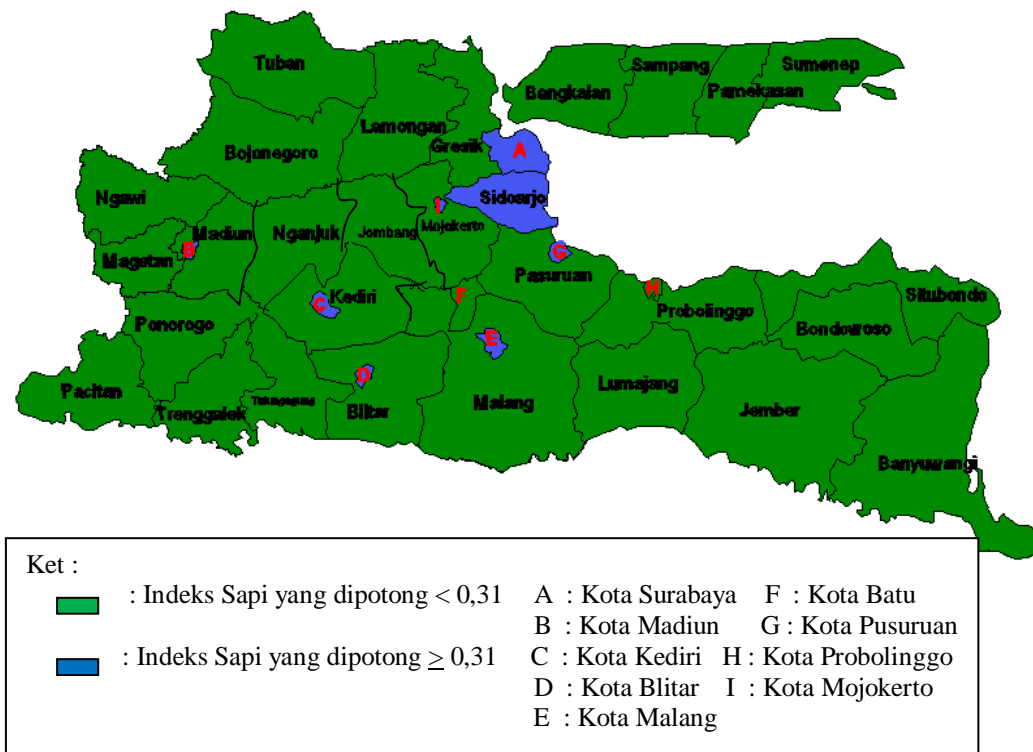 Tuban
Sampang
Sumenep
Bangkalan
Pamekasan
Lamongan
Gresik
A
Bojonegoro
Ngawi
Sidoarjo
I
Madiun
Nganjuk
Jombang
Mojokerto
B
Magetan
G
Pasuruan
H
Situbondo
Kediri
F
C
Probolinggo
Ponorogo
Bondowoso
E
D
Lumajang
Pacitan
Malang
Jember
Trenggalek
Blitar
Banyuwangi
Ket :
: Indeks Sapi yang dipotong < 0,31 A : Kota Surabaya F : Kota Batu
B : Kota Madiun G : Kota Pusuruan
: Indeks Sapi yang dipotong ≥ 0,31 C : Kota Kediri H : Kota Probolinggo
D : Kota Blitar I : Kota Mojokerto
E : Kota Malang